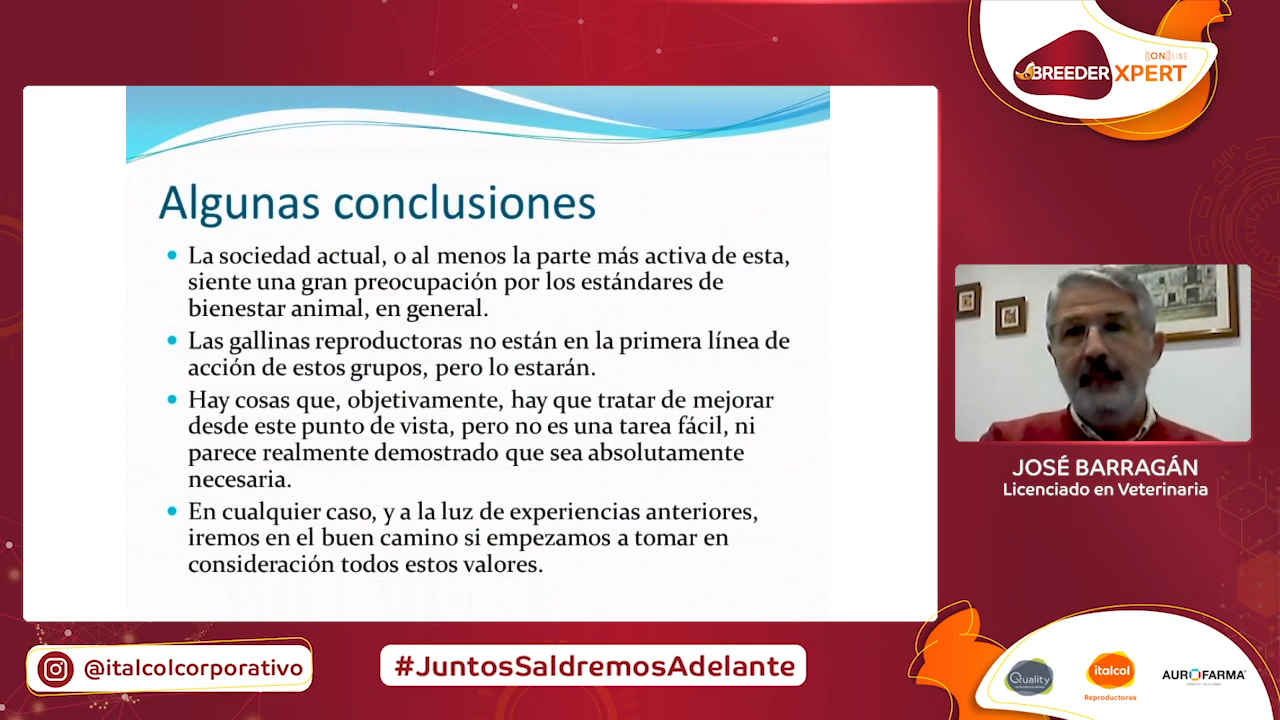 ON LINE
BREEDER XPERT
Algunas conclusiones
La sociedad actual, o al menos la parte más activa de esta,
siente una gran preocupación por los estándares de
bienestar animal, en general.
Las gallinas reproductoras no están en la primera línea de
acción de estos grupos, pero lo estarán.
Hay cosas que, objetivamente, hay que tratar de mejorar
desde este punto de vista, pero no es una tarea fácil, ni
parece realmente demostrado que sea absolutamente
necesaria.
En cualquier caso, y a la luz de experiencias anteriores,
iremos en el buen camino si empezamos a tomar en
consideración todos estos valores.
JOSÉ BARRAGÁN
Licenciado en Veterinaria
@italcolcorporativo
#JuntosSaldremosAdelante
Quality
italcol
Reproductoras
AUROFARMA